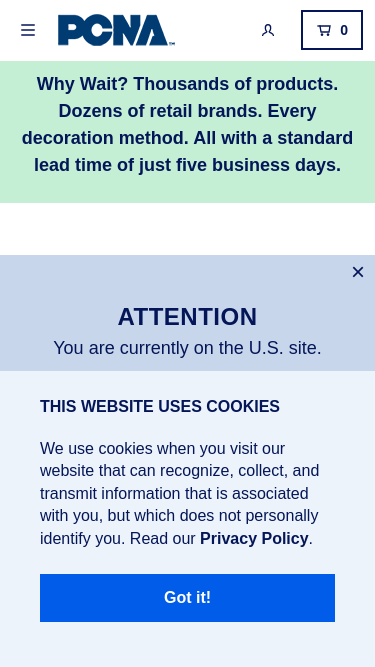 PCNA
0
Why Wait? Thousands of products.
Dozens of retail brands. Every
decoration method. All with a standard
lead time of just five business days.
ATTENTION
You are currently on the U.S. site.
THIS WEBSITE USES COOKIES
We use cookies when you visit our
website that can recognize, collect, and
transmit information that is associated
with you, but which does not personally
identify you. Read our Privacy Policy.
Got it!